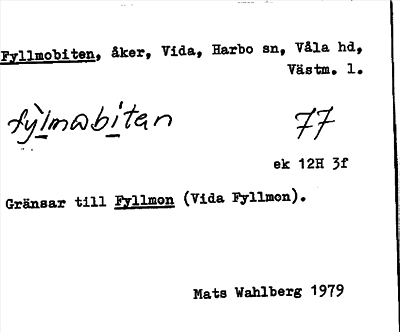 Fyllmobiten, åker, Vida, Harbo sn, Våla hd,
Västm. l.
fỳlmωbitan 77
ek 12H 3f
Gränsar till Fyllmon (Vida Fyllmon).
Mats Wahlberg 1979